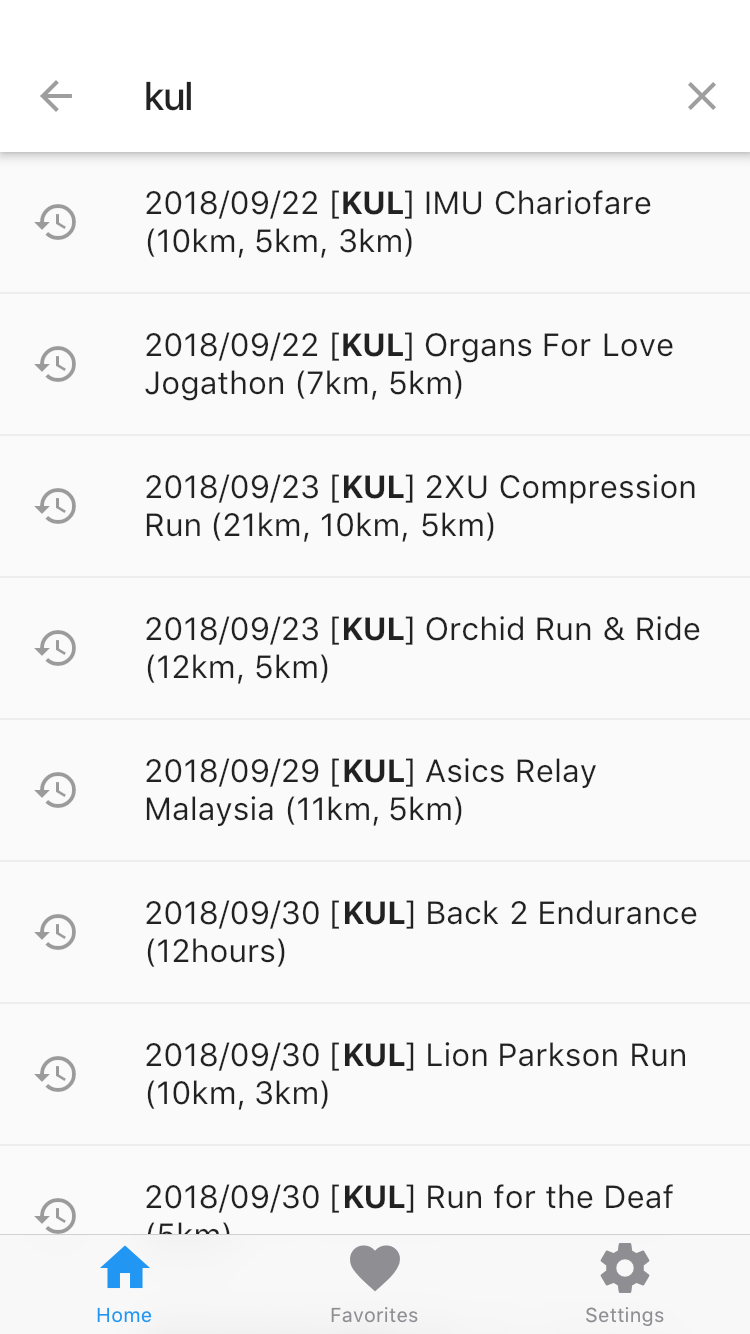 kul
2018/09/22 [KUL] IMU Chariofare
(10km, 5km, 3km)
2018/09/22 [KUL] Organs For Love
Jogathon (7km, 5km)
2018/09/23 [KUL] 2XU Compression
Run (21km, 10km, 5km)
2018/09/23 [KUL] Orchid Run & Ride
(12km, 5km)
2018/09/29 [KUL] Asics Relay
Malaysia (11km, 5km)
2018/09/30 [KUL] Back 2 Endurance
(12hours)
2018/09/30 [KUL] Lion Parkson Run
(10km, 3km)
2018/09/30 [KUL] Run for the Deaf
(5km)
Home
Favorites
Settings